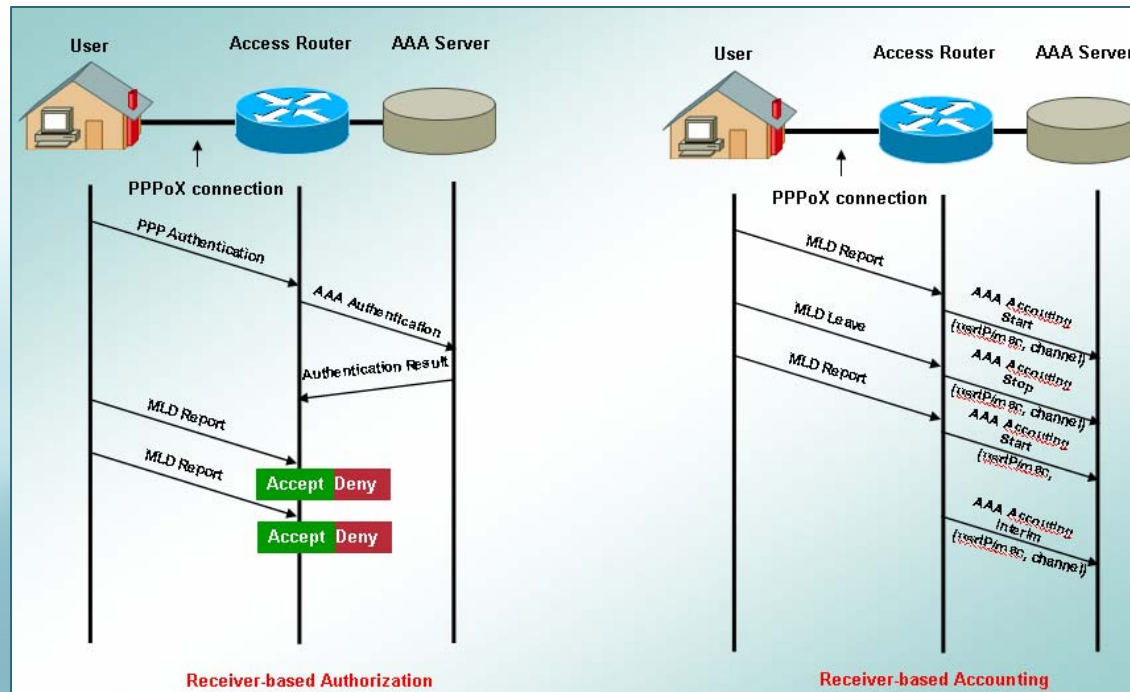 User
Access Router
AAA Server
PPPoX connection
PPP Authentication
AAA Authentication
Authentication Result
MLD Report
MLD Report
Accept Deny
Accept Deny
Receiver-based Authorization
User
Access Router
AAA Server
PPPoX connection
MLD Report
AAA Accouting
Start
(usrIP/mac, channel)
MLD Leave
AAA Accouting
Stop
(usrIP/mac, channel)
MLD Report
AAA Accouting
Start
(usrIP/mac,
AAA Accouting
Interim
(usrIP/mac, channel)
Receiver-based Accounting